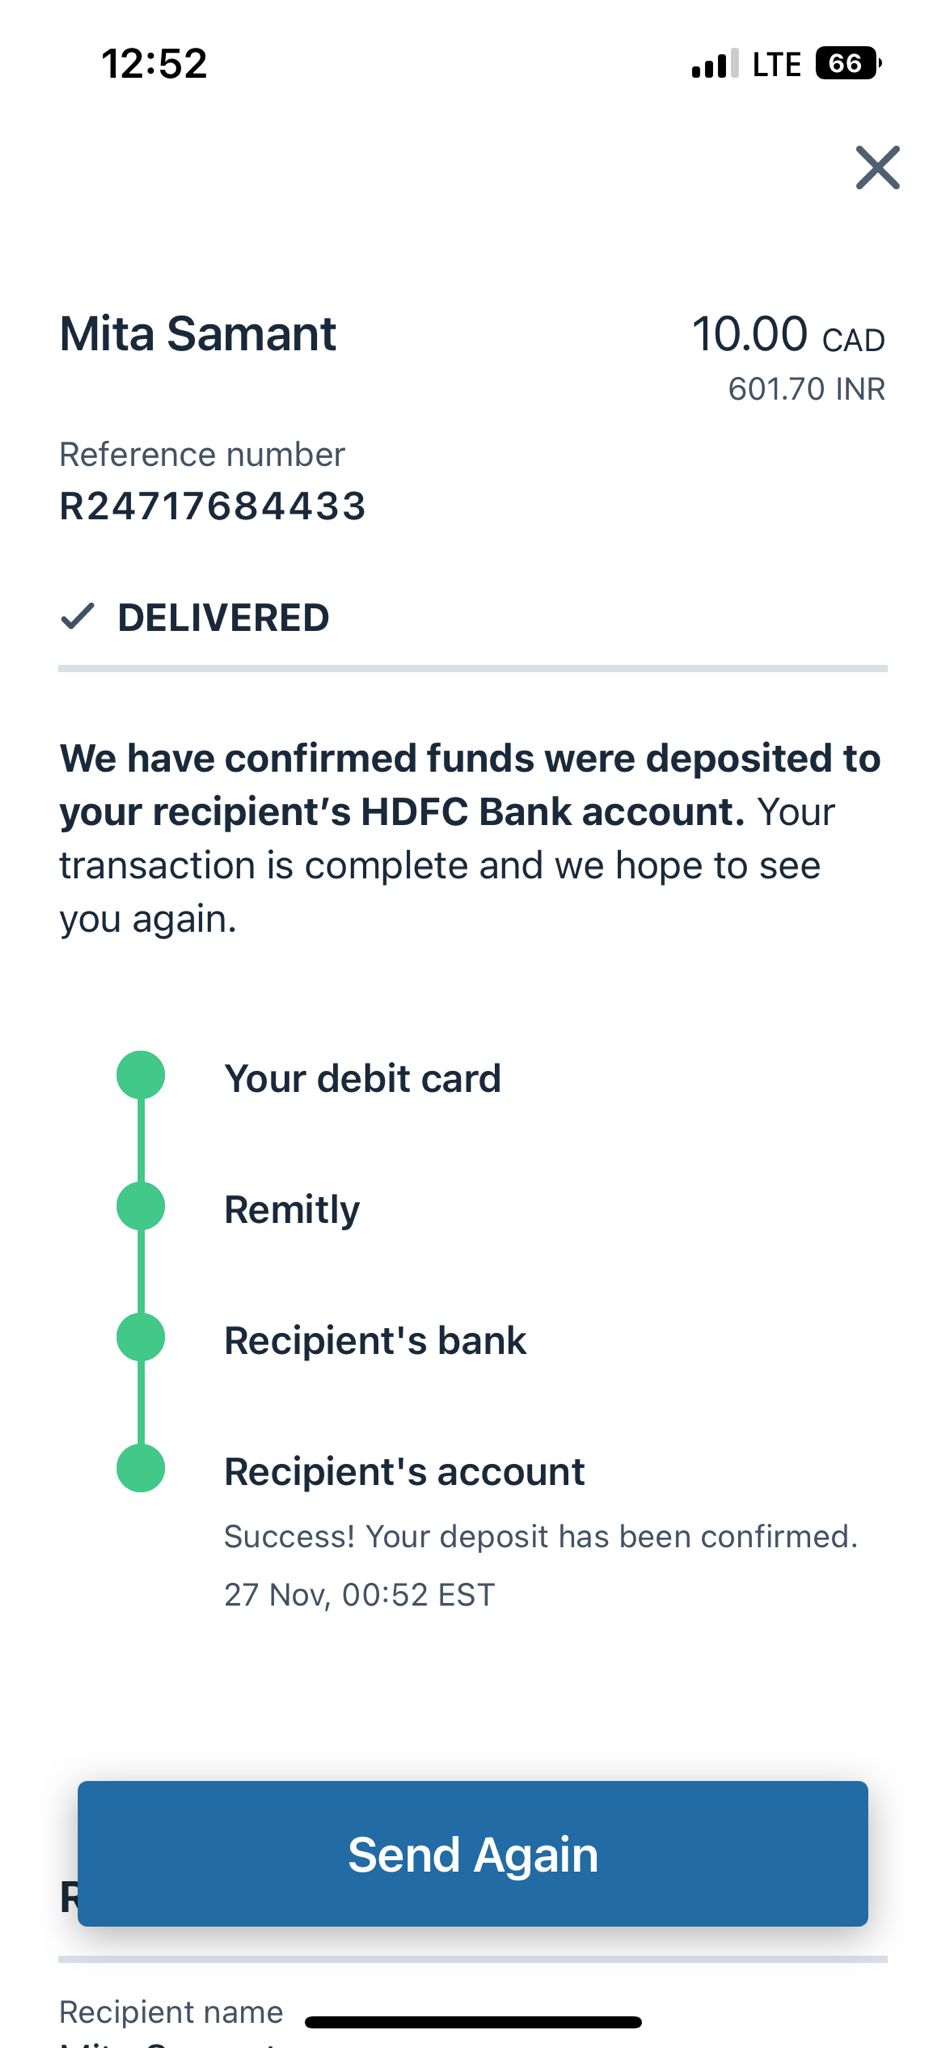 12:52
LTE 66
Mita Samant
10.00 CAD
601.70 INR
Reference number
R24717684433
DELIVERED
We have confirmed funds were deposited to
your recipient’s HDFC Bank account. Your
transaction is complete and we hope to see
you again.
Your debit card
Remitly
Recipient's bank
Recipient's account
Success! Your deposit has been confirmed.
27 Nov, 00:52 EST
Send Again
R
Recipient name